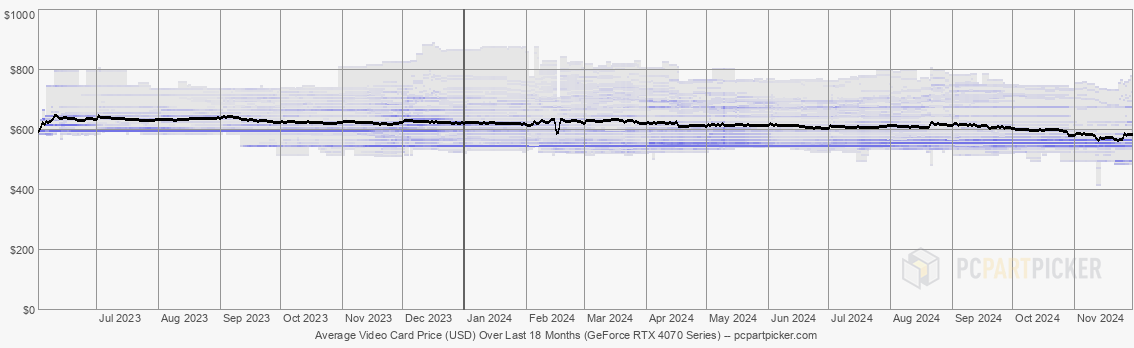 $1000
$800
$600
$400
$200
$0
PCPARTPICKER
Jul 2023 Aug 2023 Sep 2023 Oct 2023 Nov 2023 Dec 2023 Jan 2024 Feb 2024 Mar 2024 Apr 2024 May 2024 Jun 2024 Jul 2024 Aug 2024 Sep 2024 Oct 2024 Nov 2024
Average Video Card Price (USD) Over Last 18 Months (GeForce RTX 4070 Series) -- pcpartpicker.com